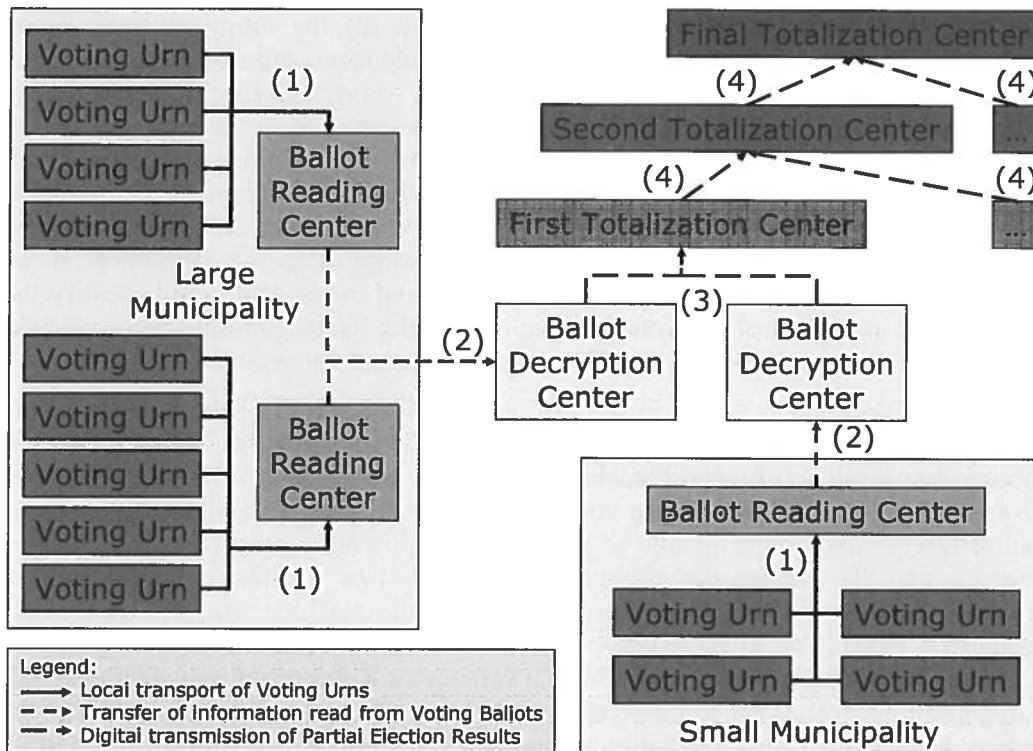 Voting Urn
Voting Urn
Voting Urn
Voting Urn
(1)
Ballot
Reading
Center
Large
Municipality
Voting Urn
Voting Urn
Voting Urn
Voting Urn
Voting Urn
Ballot
Reading
Center
(1)
(2)
Final Totalization Center
(4)
(4)
Second Totalization Center
...
(4)
(4)
First Totalization Center
...
(3)
Ballot
Decryption
Center
Ballot
Decryption
Center
(2)
Ballot Reading Center
(1)
Voting Urn
Voting Urn
Voting Urn
Voting Urn
Small Municipality
Legend:
Local transport of Voting Urns
Transfer of information read from Voting Ballots
Digital transmission of Partial Election Results